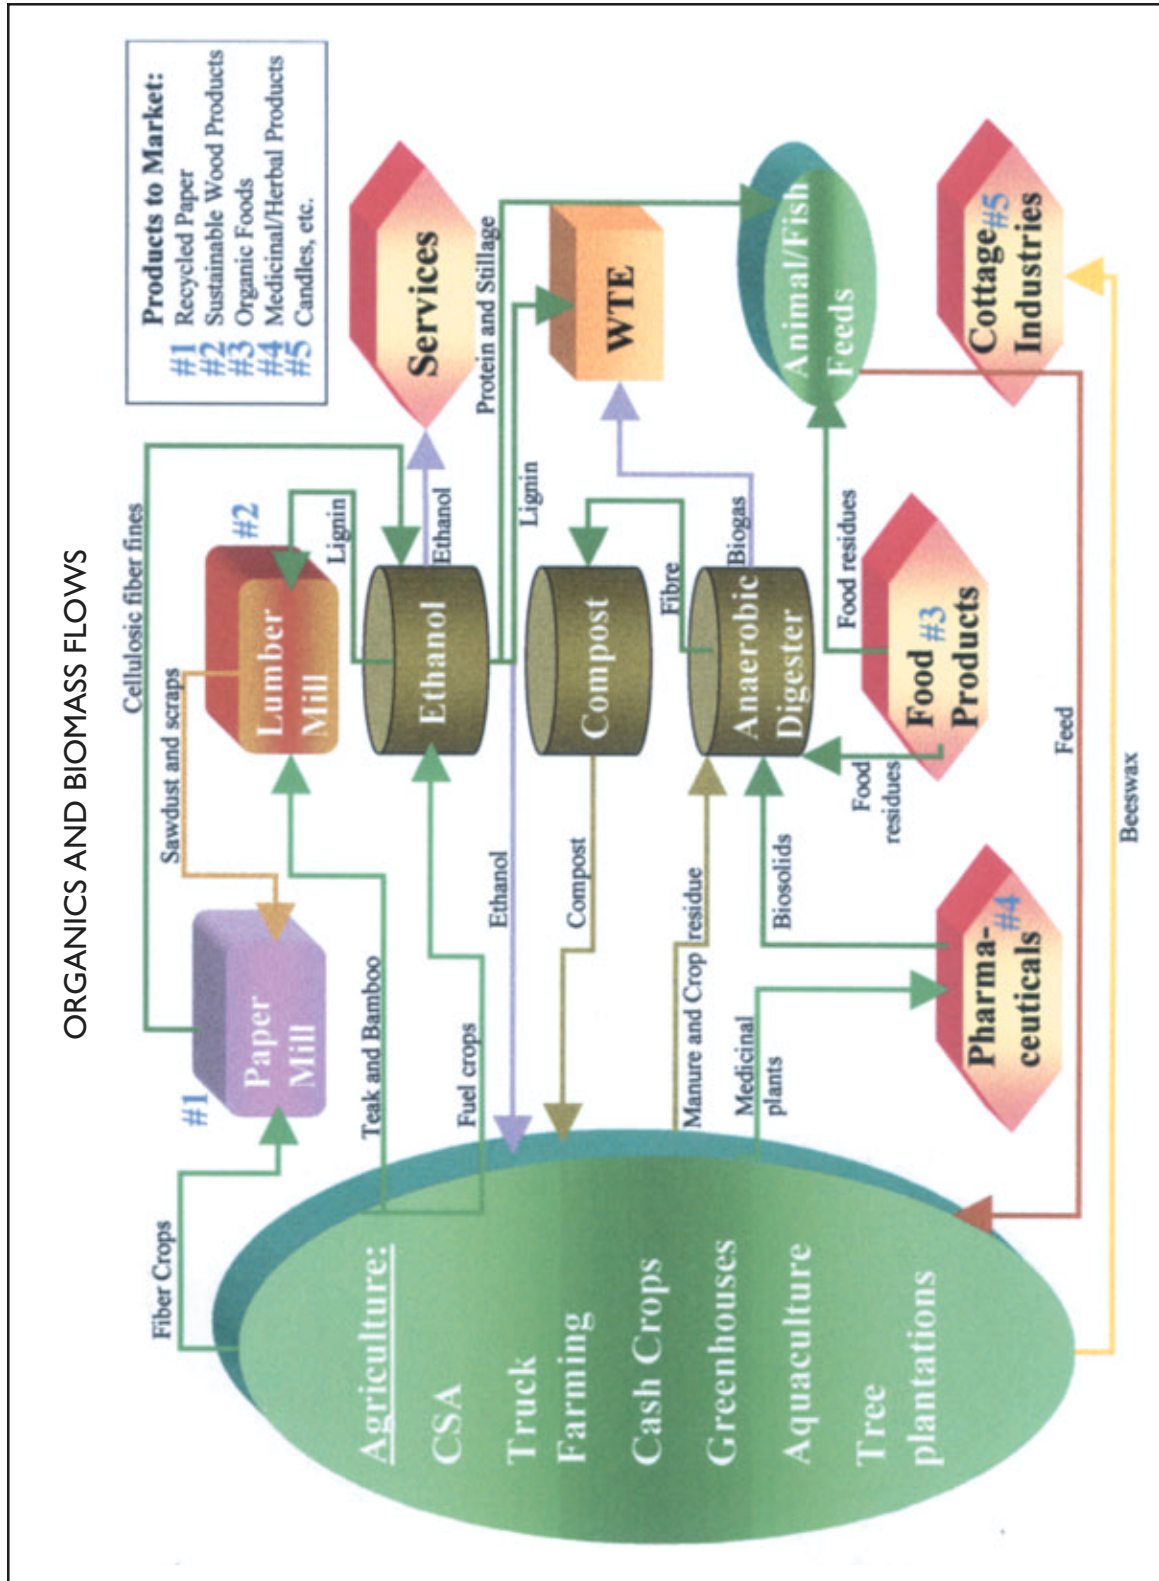 ORGANICS AND BIOMASS FLOWS
Products to Market:
#1 Recycled Paper
#2 Sustainable Wood Products
#3 Organic Foods
#4 Medicinal/Herbal Products
#5 Candles, etc.
Cellulosic fiber fines
Sawdust and scraps
Fiber Crops
#1
Paper
Mill
#2
Lumber
Mill
Lignin
Teak and Bamboo
Fuel crops
Ethanol
Ethanol
Services
Protein and Stillage
Lignin
Ethanol
WTE
Compost
Compost
Fibre
Biogas
Manure and Crop residue
Anaerobic
Digester
Biosolids
Medicinal
plants
Food
residues
Food residues
Animal/Fish
Feeds
Food #3
Products
Pharma-
ceuticals #4
Cottage #5
Industries
Feed
Beeswax
Agriculture:
CSA
Truck
Farming
Cash Crops
Greenhouses
Aquaculture
Tree
plantations